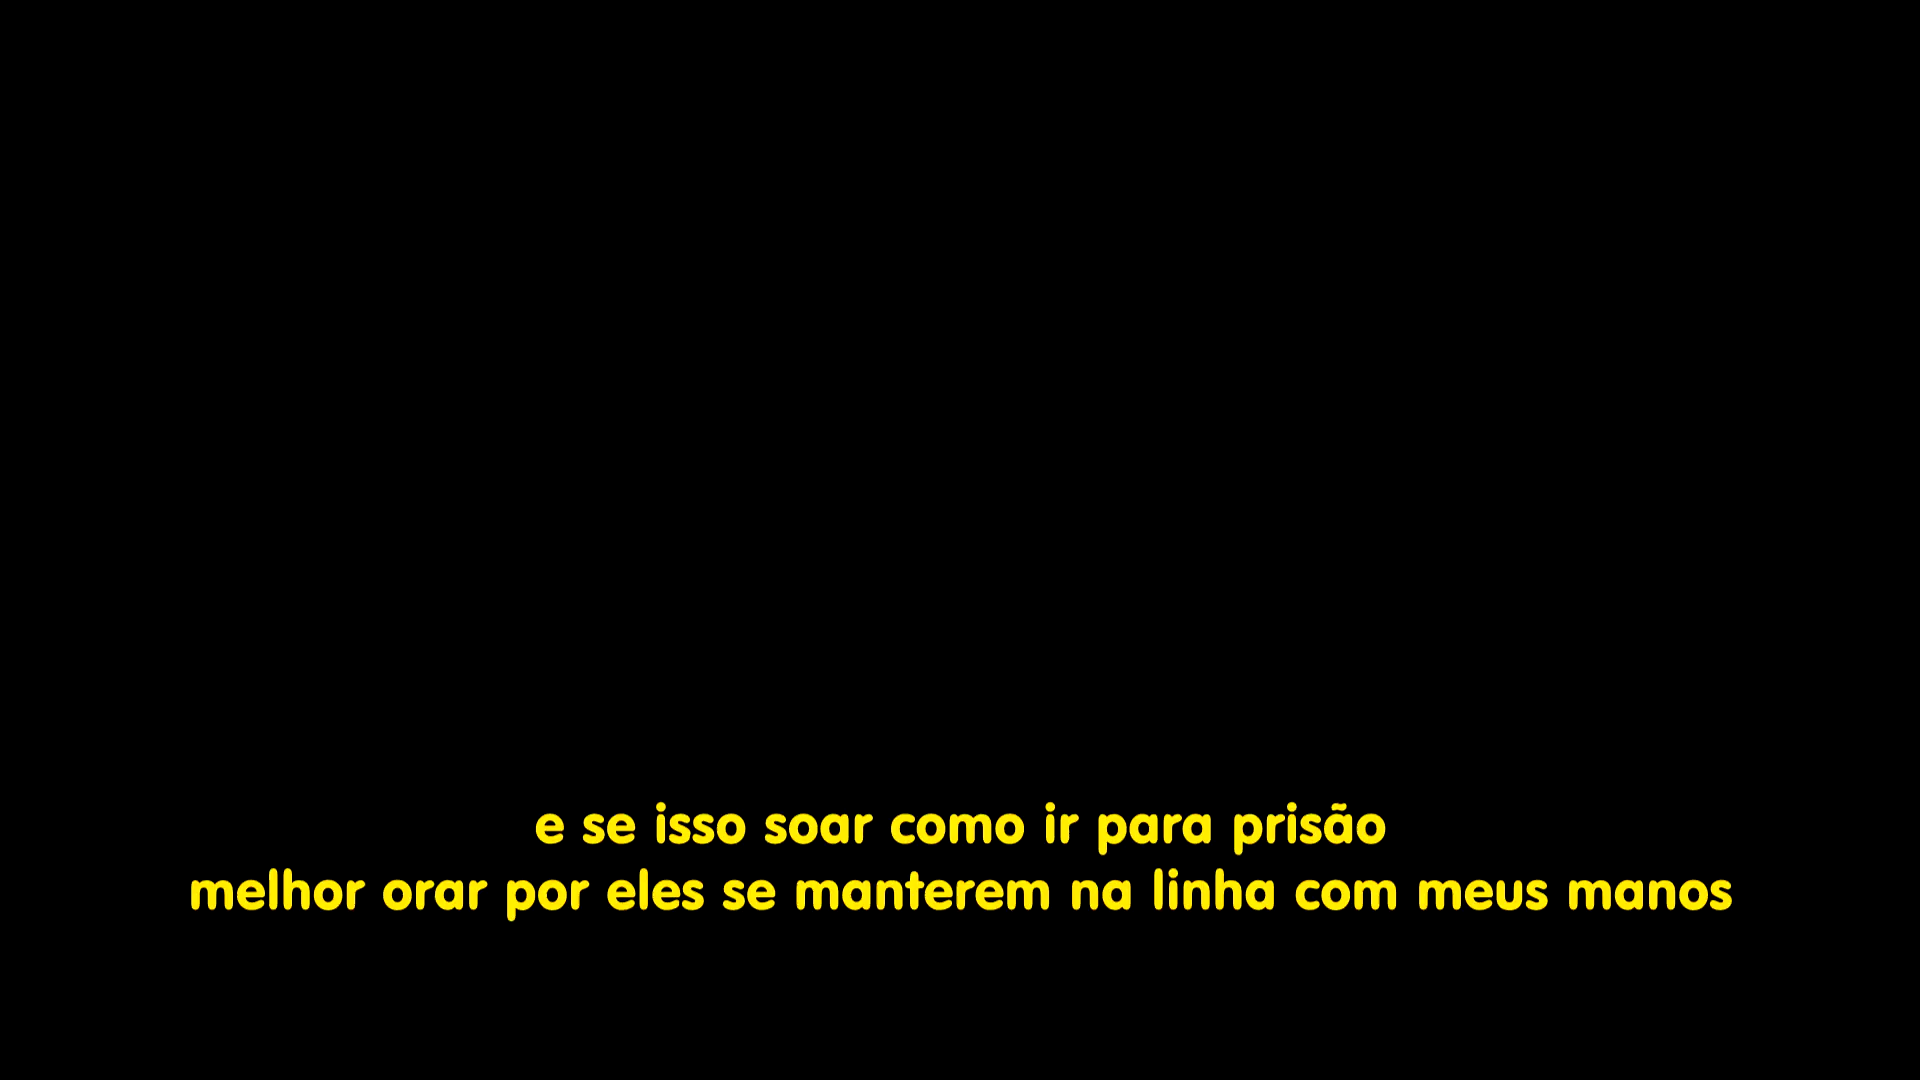 e se isso soar como ir para prisão
melhor orar por eles se manterem na linha com meus manos